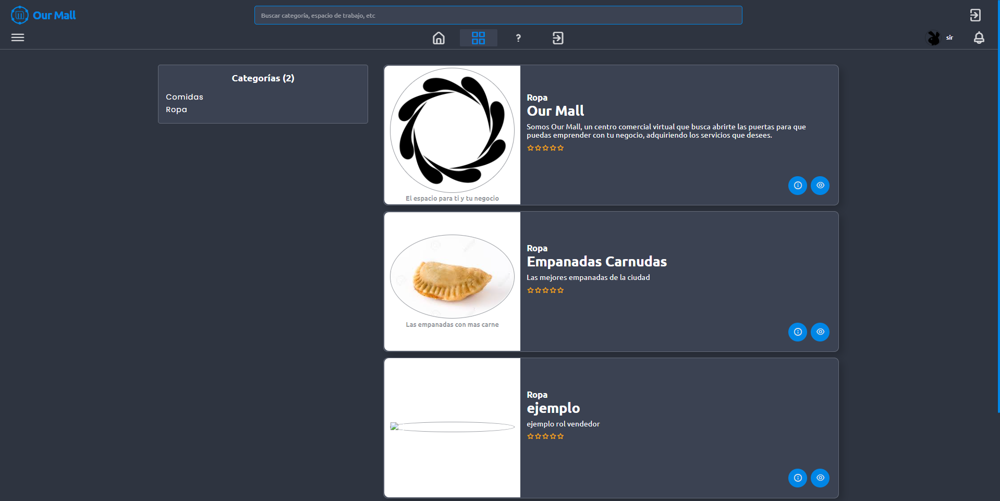 Our Mall
Buscar categoría, espacio de trabajo, etc
?
sir
Categorías (2)
Comidas
Ropa
Ropa
Our Mall
Somos Our Mall, un centro comercial virtual que busca abrirte las puertas para que
puedas emprender con tu negocio, adquiriendo los servicios que desees.
El espacio para ti y tu negocio
Ropa
Empanadas Carnudas
Las mejores empanadas de la ciudad
Las empanadas con mas carne
Ropa
ejemplo
ejemplo rol vendedor